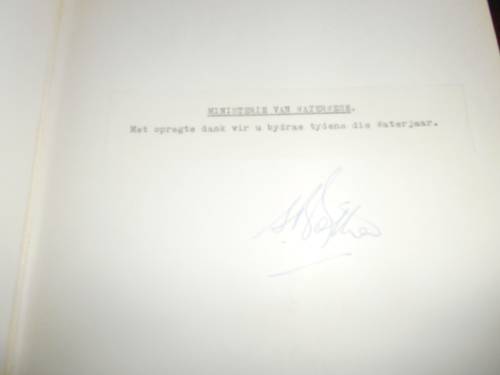 MINISTERIE VAN WATERWESE.
Met opregte dank vir u bydrae tydens die Waterjaar.